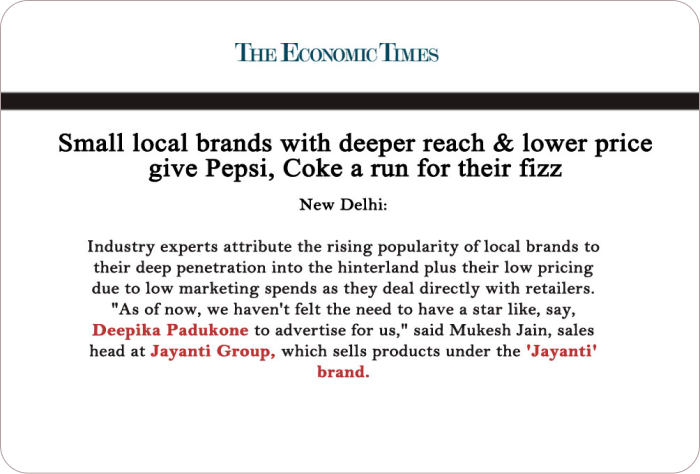 THE ECONOMIC TIMES
Small local brands with deeper reach & lower price
give Pepsi, Coke a run for their fizz
New Delhi:
Industry experts attribute the rising popularity of local brands to
their deep penetration into the hinterland plus their low pricing
due to low marketing spends as they deal directly with retailers.
"As of now, we haven't felt the need to have a star like, say,
Deepika Padukone to advertise for us," said Mukesh Jain, sales
head at Jayanti Group, which sells products under the 'Jayanti'
brand.